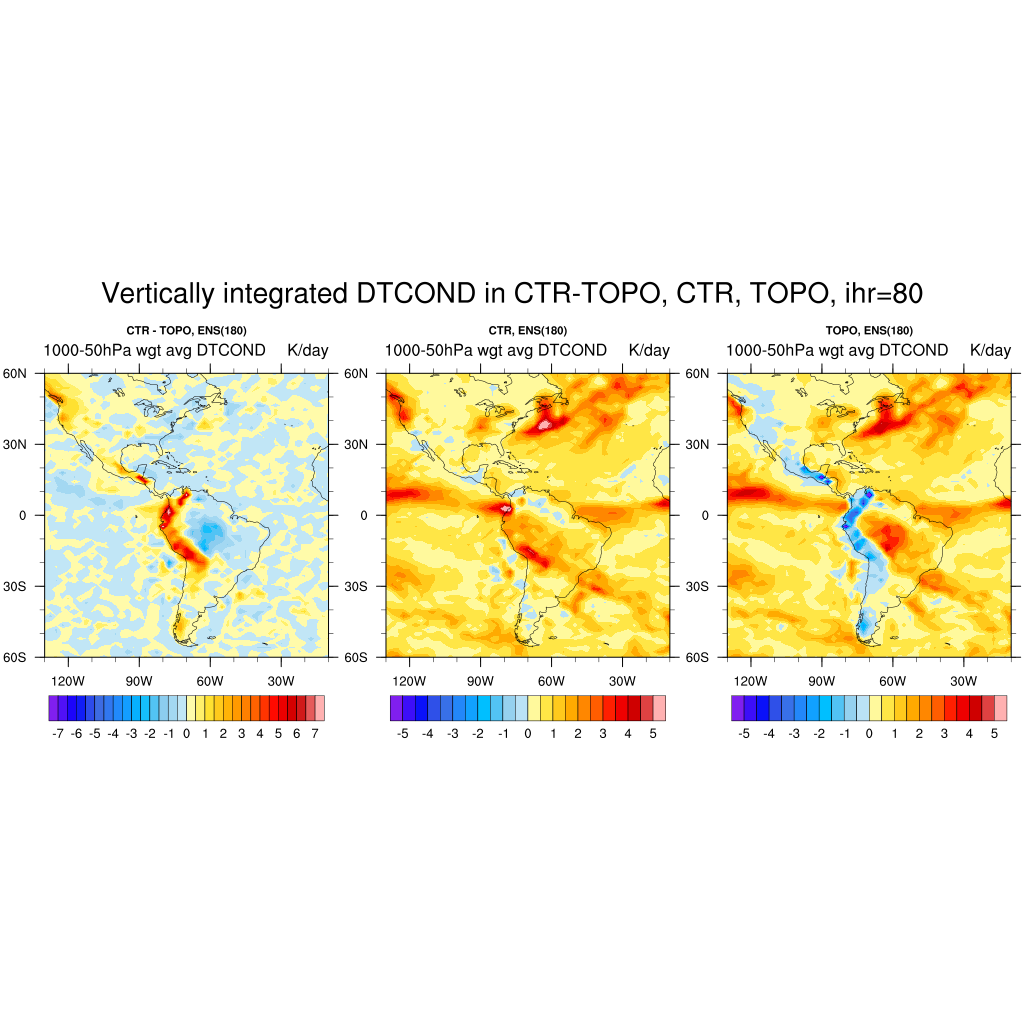 Vertically integrated DTCOND in CTR-TOPO, CTR, TOPO, ihr=80
CTR - TOPO, ENS(180)
1000-50hPa wgt avg DTCOND K/day
60N
30N
0
30S
60S
120W 90W 60W 30W
-7 -6 -5 -4 -3 -2 -1 0 1 2 3 4 5 6 7
CTR, ENS(180)
1000-50hPa wgt avg DTCOND K/day
60N
30N
0
30S
60S
120W 90W 60W 30W
-5 -4 -3 -2 -1 0 1 2 3 4 5
TOPO, ENS(180)
1000-50hPa wgt avg DTCOND K/day
60N
30N
0
30S
60S
120W 90W 60W 30W
-5 -4 -3 -2 -1 0 1 2 3 4 5